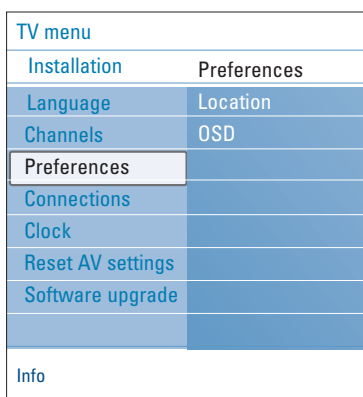 TV menu
Installation Preferences
Language Location
Channels OSD
Preferences
Connections
Clock
Reset AV settings
Software upgrade
Info